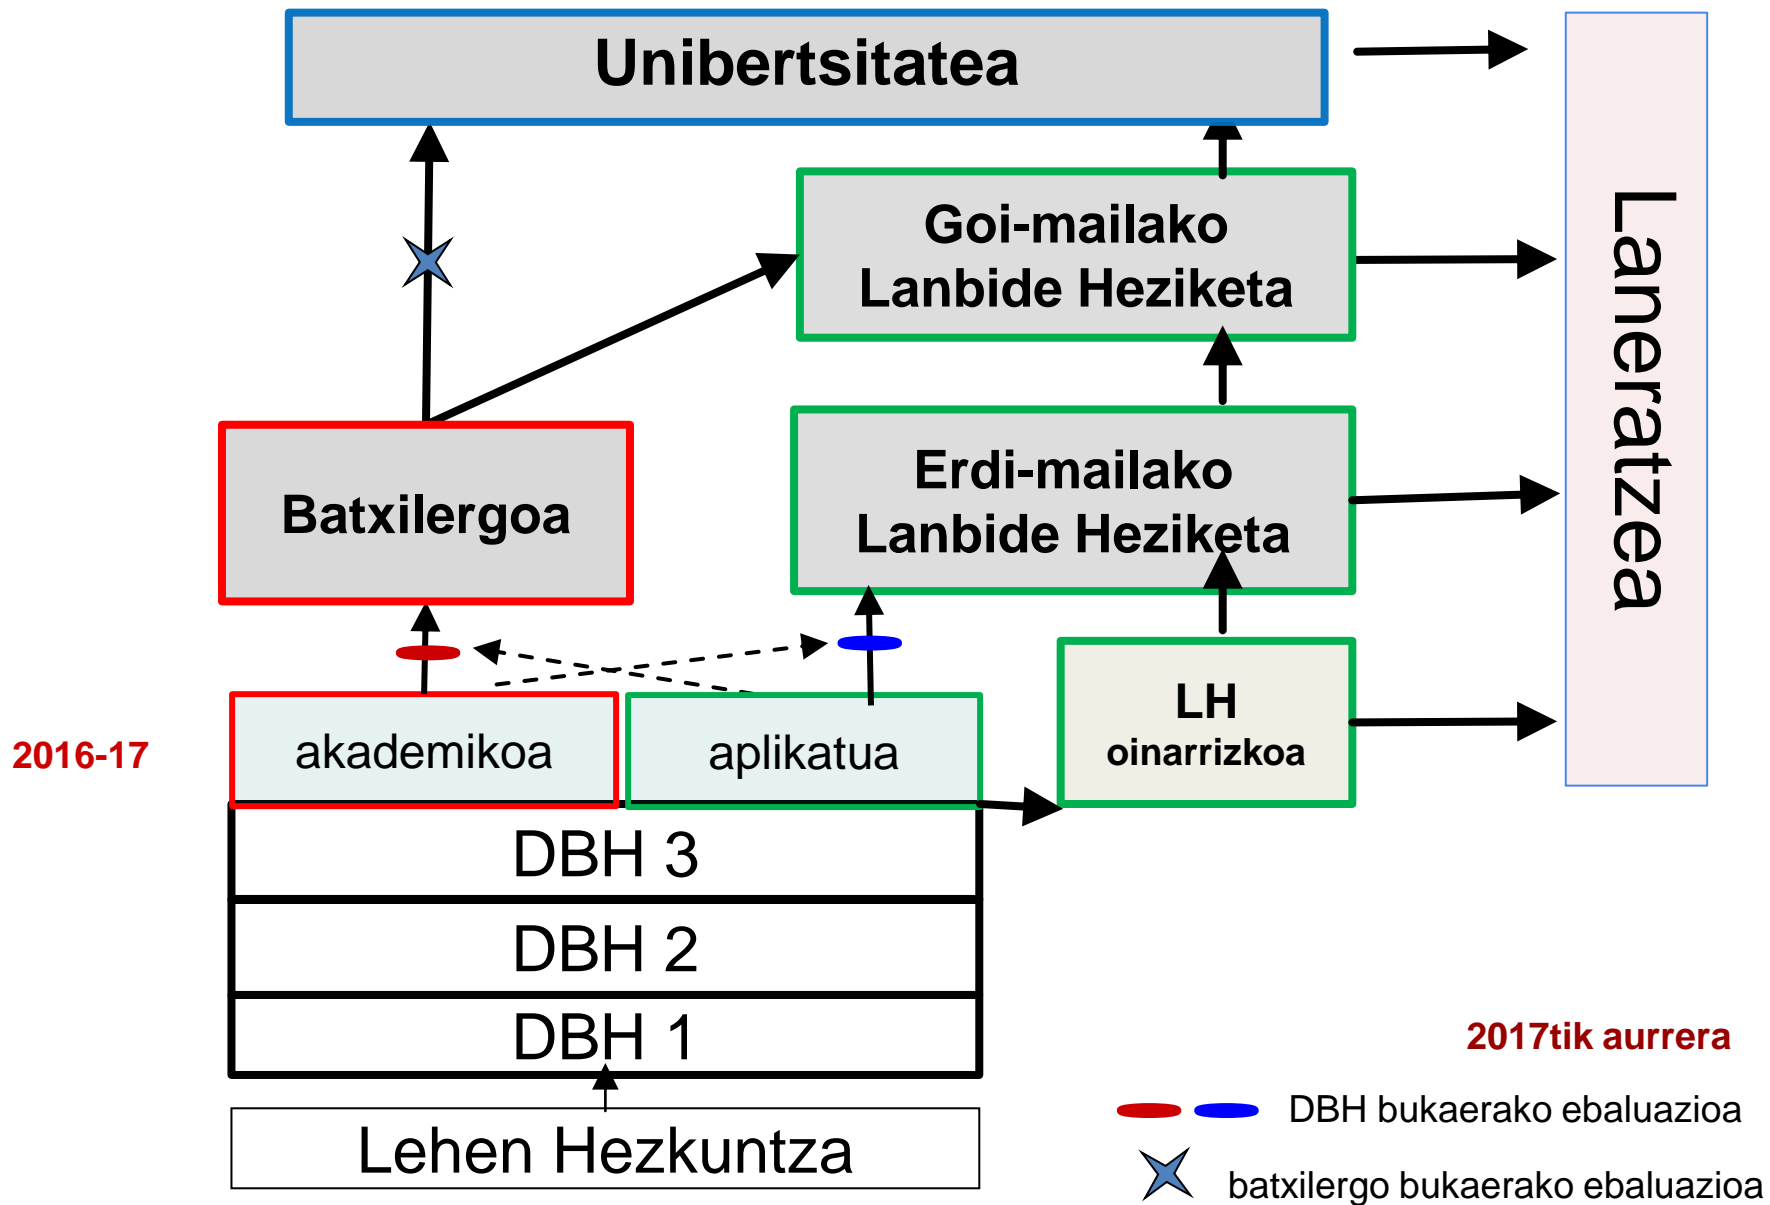 Unibertsitatea
Goi-mailako
Lanbide Heziketa
Laneratzea
Batxilergoa
Erdi-mailako
Lanbide Heziketa
2016-17
akademikoa
aplikatua
LH
oinarrizkoa
DBH 3
DBH 2
DBH 1
Lehen Hezkuntza
2017tik aurrera
DBH bukaerako ebaluazioa
batxilergo bukaerako ebaluazioa